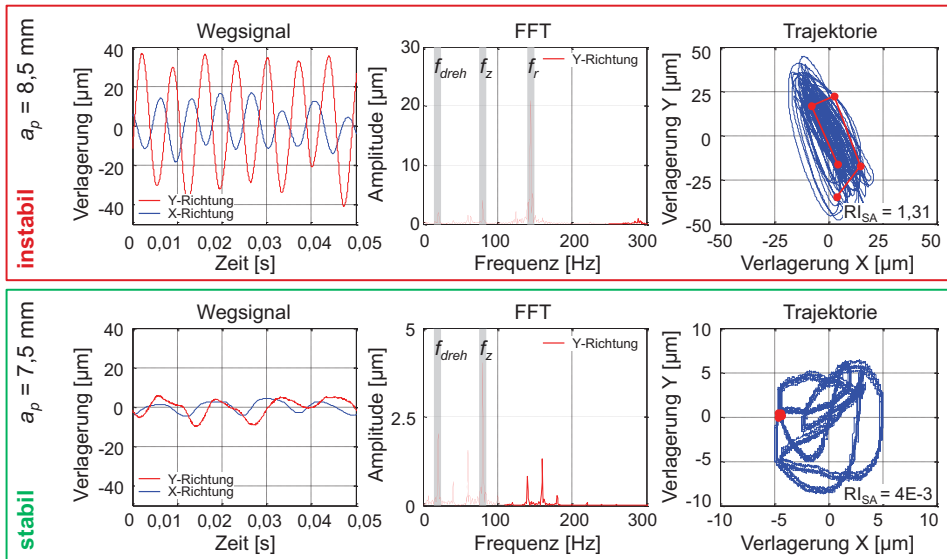 instabil
a_p = 8,5 mm
Wegsignal
Verlagerung [µm]
40
20
0
-20
-40
Y-Richtung
X-Richtung
0
0,01
0,02
0,03
0,04
0,05
Zeit [s]
FFT
Amplitude [µm]
30
20
10
0
f_dreh
f_z
f_r
Y-Richtung
0
100
200
300
Frequenz [Hz]
Trajektorie
Verlagerung Y [µm]
50
25
0
-25
-50
RI_SA = 1,31
-50
-25
0
25
50
Verlagerung X [µm]
stabil
a_p = 7,5 mm
Wegsignal
Verlagerung [µm]
40
20
0
-20
-40
Y-Richtung
X-Richtung
0
0,01
0,02
0,03
0,04
0,05
Zeit [s]
FFT
Amplitude [µm]
5
2.5
0
f_dreh
f_z
Y-Richtung
0
100
200
300
Frequenz [Hz]
Trajektorie
Verlagerung Y [µm]
10
5
0
-5
-10
RI_SA = 4E-3
-10
-5
0
5
10
Verlagerung X [µm]